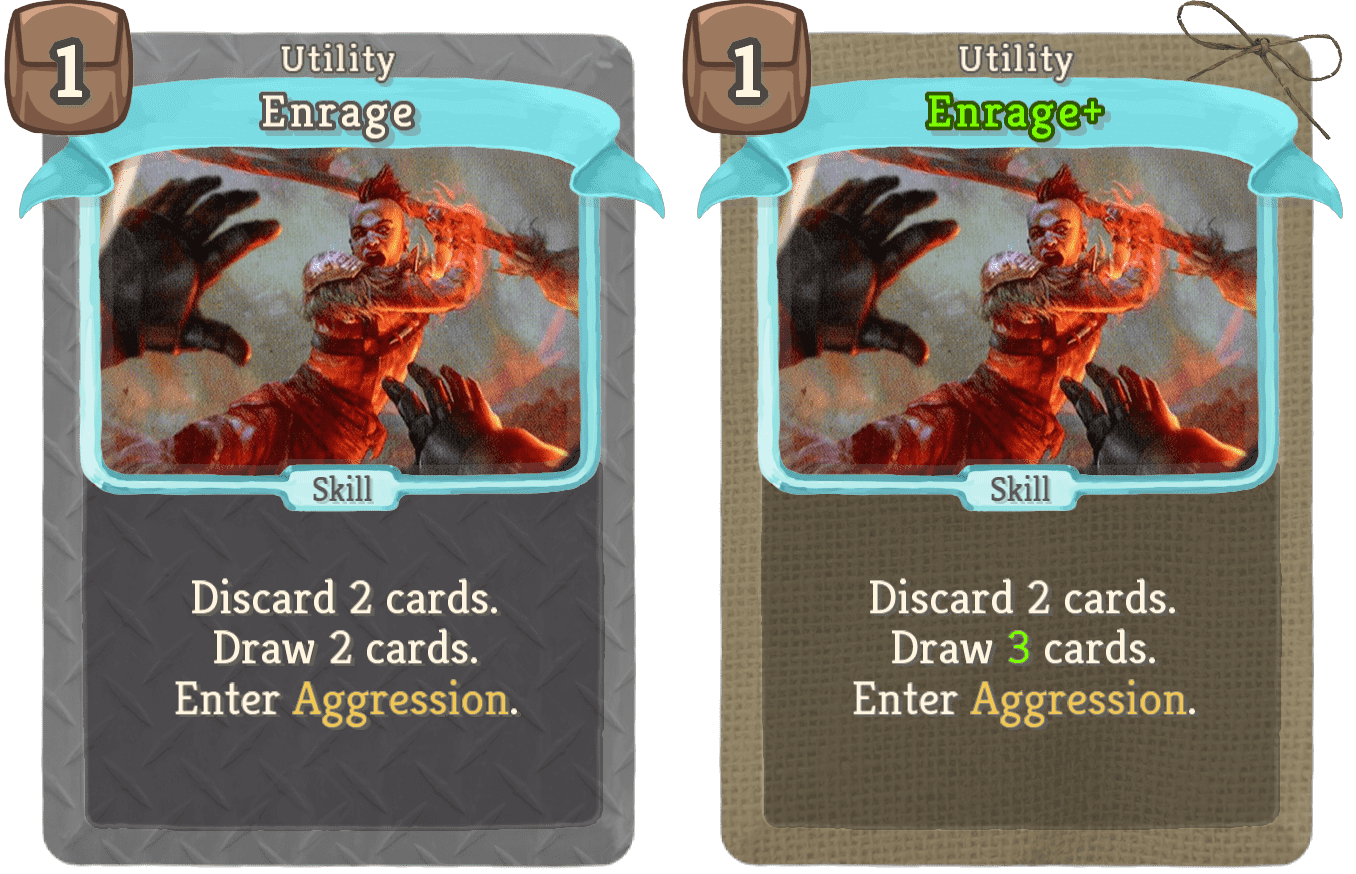 1
Utility
Enrage
Skill
Discard 2 cards.
Draw 2 cards.
Enter Aggression.
1
Utility
Enrage+
Skill
Discard 2 cards.
Draw 3 cards.
Enter Aggression.